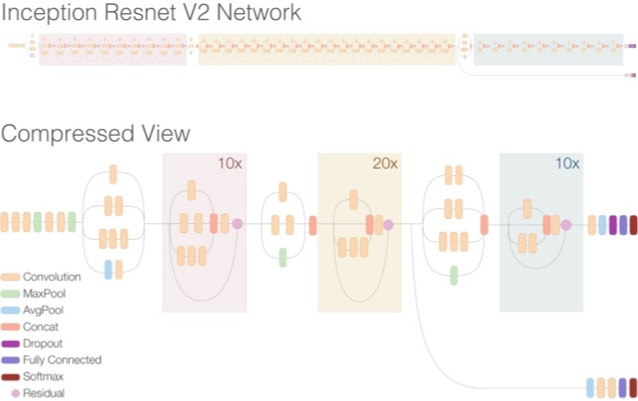 Inception Resnet V2 Network
Compressed View
10x
20x
10x
Convolution
MaxPool
AvgPool
Concat
Dropout
Fully Connected
Softmax
Residual